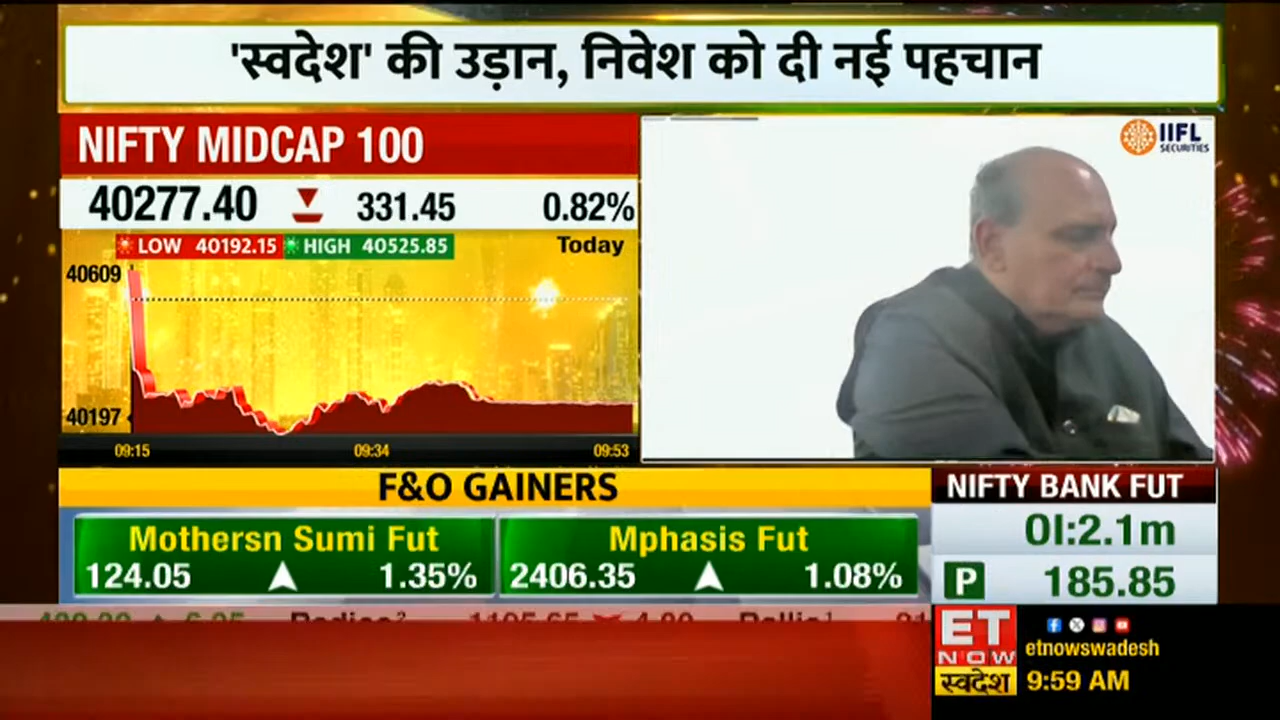 'स्वदेश' की उड़ान, निवेश को दी नई पहचान
NIFTY MIDCAP 100
40277.40 331.45 0.82%
LOW 40192.15 HIGH 40525.85 Today
40609
40197
09:15 09:34 09:53
IIFL
SECURITIES
F&O GAINERS
Mothersn Sumi Fut
124.05 1.35%
Mphasis Fut
2406.35 1.08%
NIFTY BANK FUT
OI:2.1m
P 185.85
ET
NOW
स्वदेश
etnowswadesh
9:59 AM